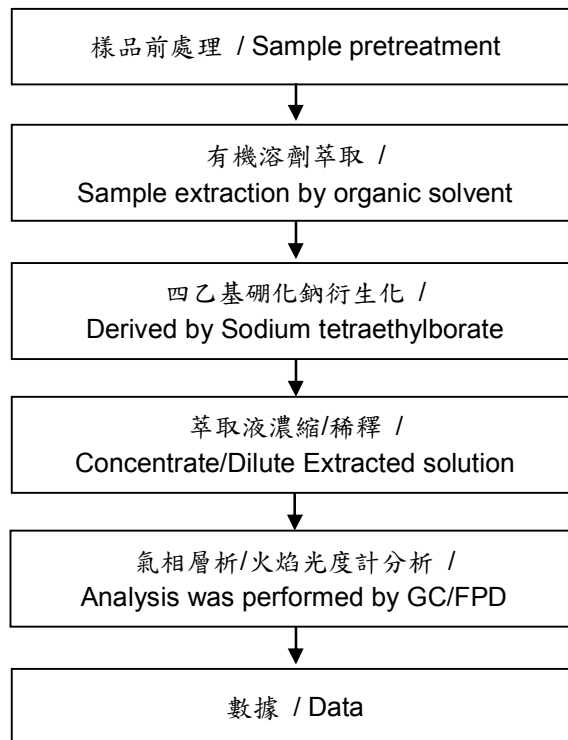 樣品前處理 / Sample pretreatment
有機溶劑萃取 /
Sample extraction by organic solvent
四乙基硼化鈉衍生化 /
Derived by Sodium tetraethylborate
萃取液濃縮/稀釋 /
Concentrate/Dilute Extracted solution
氣相層析/火焰光度計分析 /
Analysis was performed by GC/FPD
數據 / Data